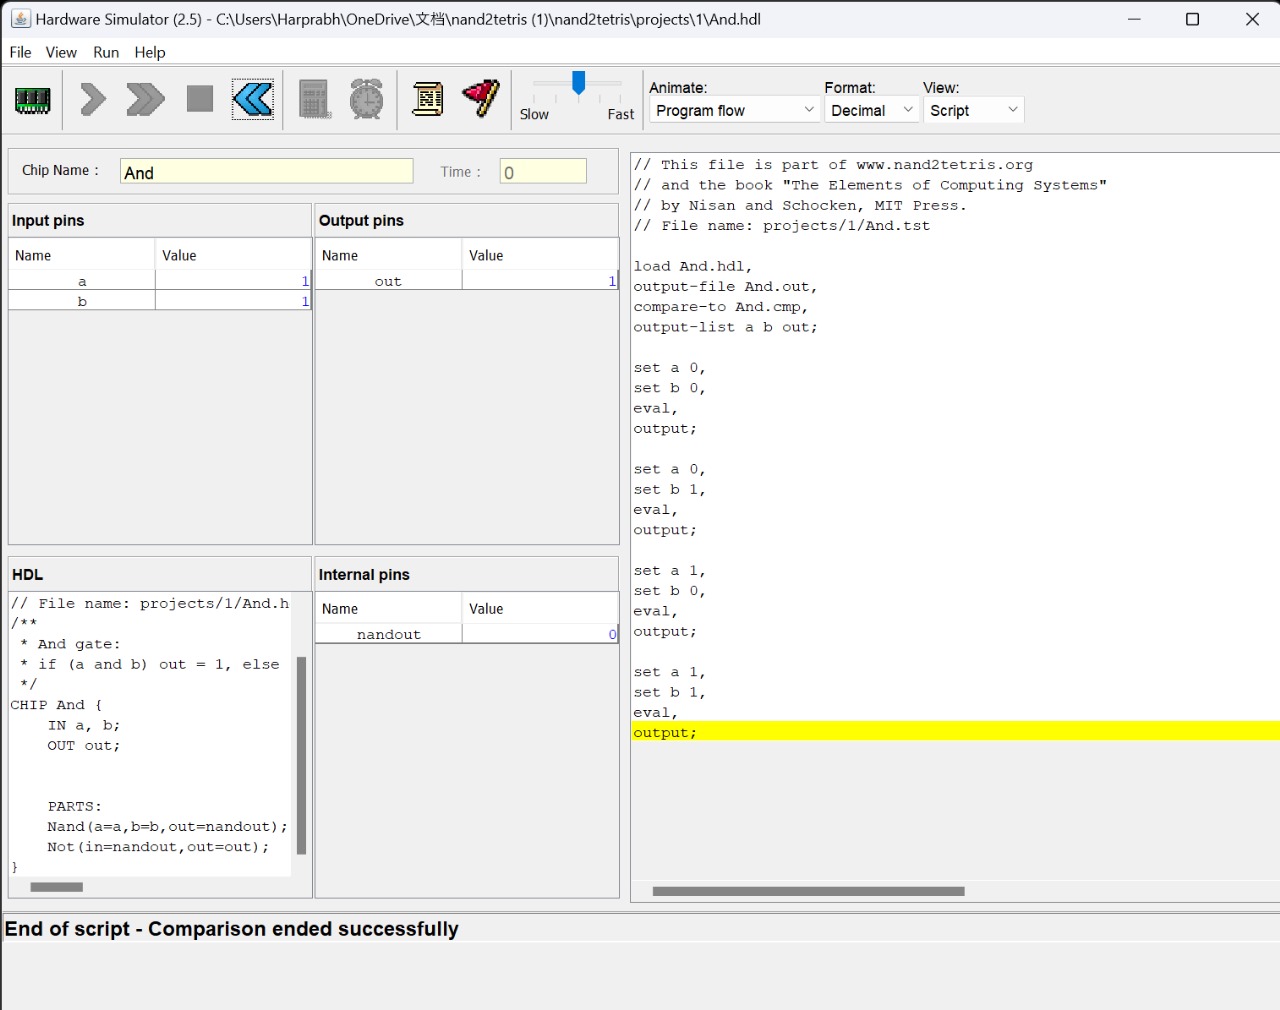 Hardware Simulator (2.5) - C:\Users\Harprabh\OneDrive\文档\nand2tetris (1)\nand2tetris\projects\1\And.hdl
File View Run Help
Slow Fast
Animate: Format: View:
Program flow Decimal Script
Chip Name : And Time : 0
Input pins
Name Value
a 1
b 1
Output pins
Name Value
out 1
HDL
// File name: projects/1/And.h
/**
* And gate:
* if (a and b) out = 1, else
*/
CHIP And {
IN a, b;
OUT out;
PARTS:
Nand(a=a,b=b,out=nandout);
Not(in=nandout,out=out);
}
Internal pins
Name Value
nandout 0
// This file is part of www.nand2tetris.org
// and the book "The Elements of Computing Systems"
// by Nisan and Schocken, MIT Press.
// File name: projects/1/And.tst
load And.hdl,
output-file And.out,
compare-to And.cmp,
output-list a b out;
set a 0,
set b 0,
eval,
output;
set a 0,
set b 1,
eval,
output;
set a 1,
set b 0,
eval,
output;
set a 1,
set b 1,
eval,
output;
End of script - Comparison ended successfully